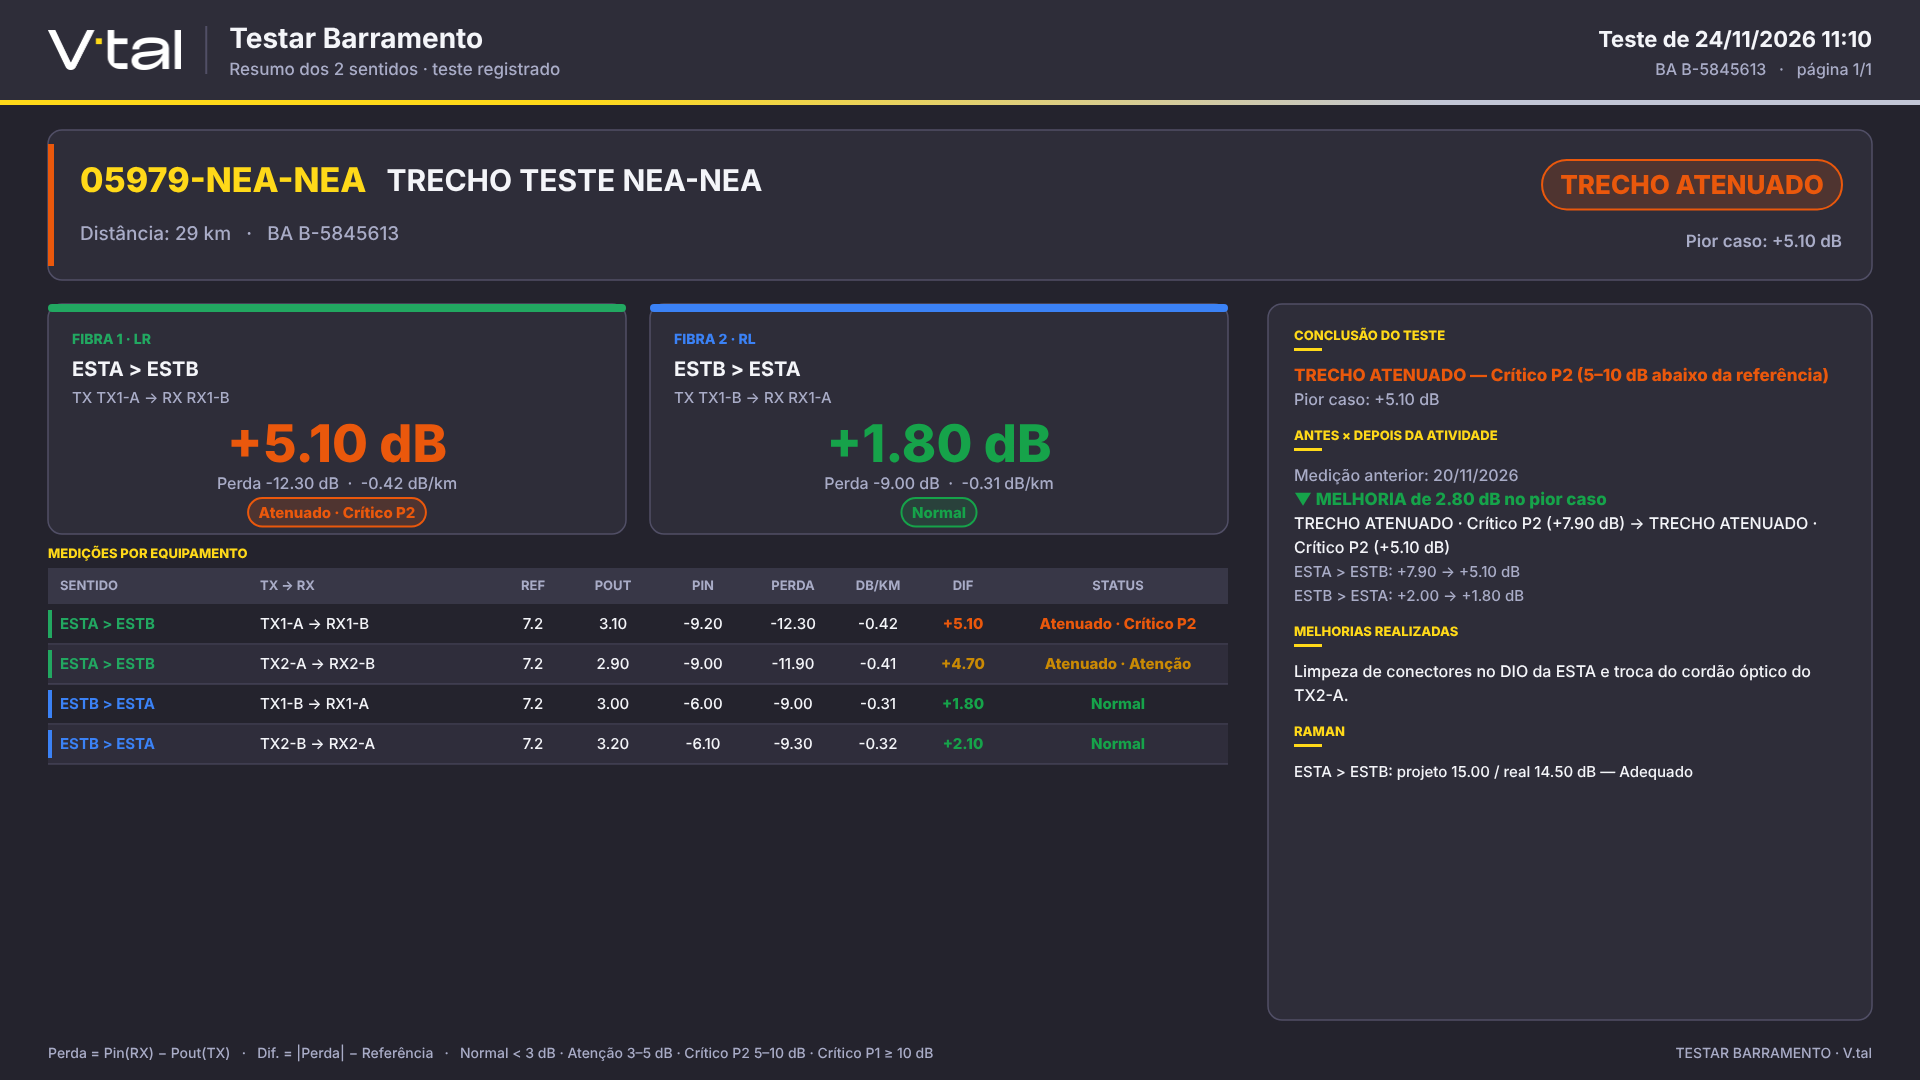 V·tal
Testar Barramento
Resumo dos 2 sentidos · teste registrado
Teste de 24/11/2026 11:10
BA B-5845613 · página 1/1
05979-NEA-NEA TRECHO TESTE NEA-NEA
Distância: 29 km · BA B-5845613
TRECHO ATENUADO
Pior caso: +5.10 dB
FIBRA 1 · LR
ESTA > ESTB
TX TX1-A → RX RX1-B
+5.10 dB
Perda -12.30 dB · -0.42 dB/km
Atenuado · Crítico P2
FIBRA 2 · RL
ESTB > ESTA
TX TX1-B → RX RX1-A
+1.80 dB
Perda -9.00 dB · -0.31 dB/km
Normal
MEDIÇÕES POR EQUIPAMENTO
SENTIDO TX → RX REF POUT PIN PERDA DB/KM DIF STATUS
ESTA > ESTB TX1-A → RX1-B 7.2 3.10 -9.20 -12.30 -0.42 +5.10 Atenuado · Crítico P2
ESTA > ESTB TX2-A → RX2-B 7.2 2.90 -9.00 -11.90 -0.41 +4.70 Atenuado · Atenção
ESTB > ESTA TX1-B → RX1-A 7.2 3.00 -6.00 -9.00 -0.31 +1.80 Normal
ESTB > ESTA TX2-B → RX2-A 7.2 3.20 -6.10 -9.30 -0.32 +2.10 Normal
CONCLUSÃO DO TESTE
TRECHO ATENUADO — Crítico P2 (5–10 dB abaixo da referência)
Pior caso: +5.10 dB
ANTES × DEPOIS DA ATIVIDADE
Medição anterior: 20/11/2026
▼ MELHORIA de 2.80 dB no pior caso
TRECHO ATENUADO · Crítico P2 (+7.90 dB) → TRECHO ATENUADO ·
Crítico P2 (+5.10 dB)
ESTA > ESTB: +7.90 → +5.10 dB
ESTB > ESTA: +2.00 → +1.80 dB
MELHORIAS REALIZADAS
Limpeza de conectores no DIO da ESTA e troca do cordão óptico do
TX2-A.
RAMAN
ESTA > ESTB: projeto 15.00 / real 14.50 dB — Adequado
Perda = Pin(RX) − Pout(TX) · Dif. = |Perda| − Referência · Normal < 3 dB · Atenção 3–5 dB · Crítico P2 5–10 dB · Crítico P1 ≥ 10 dB
TESTAR BARRAMENTO · V.tal